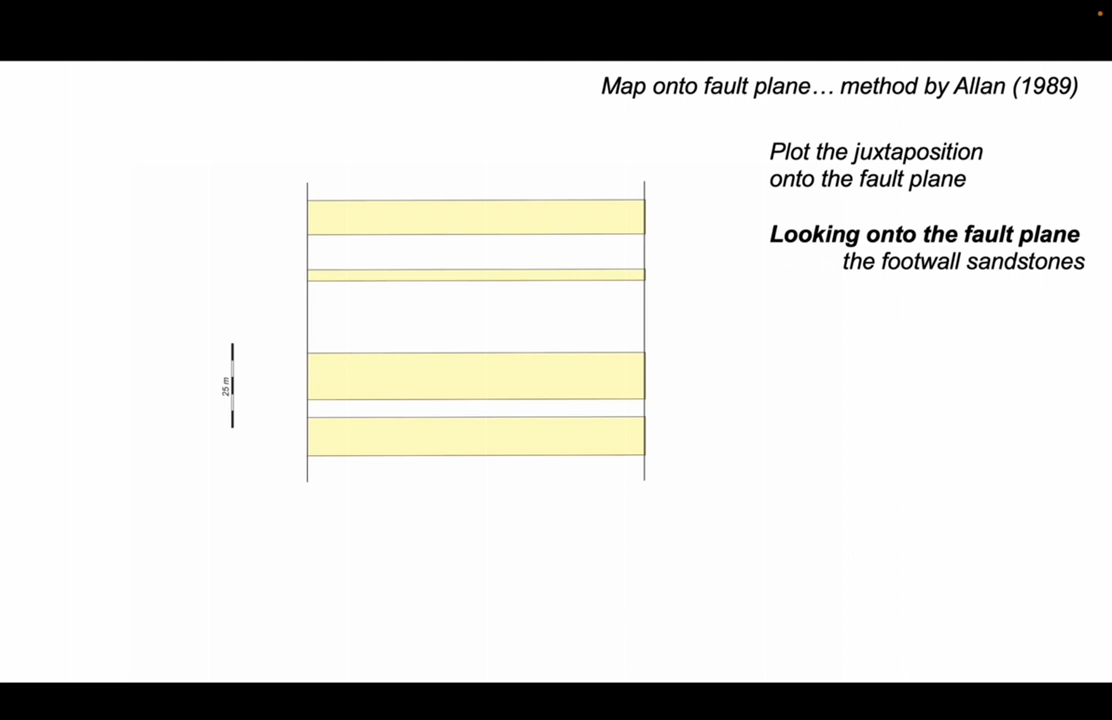 Map onto fault plane… method by Allan (1989)
Plot the juxtaposition
onto the fault plane
Looking onto the fault plane
the footwall sandstones
25 m